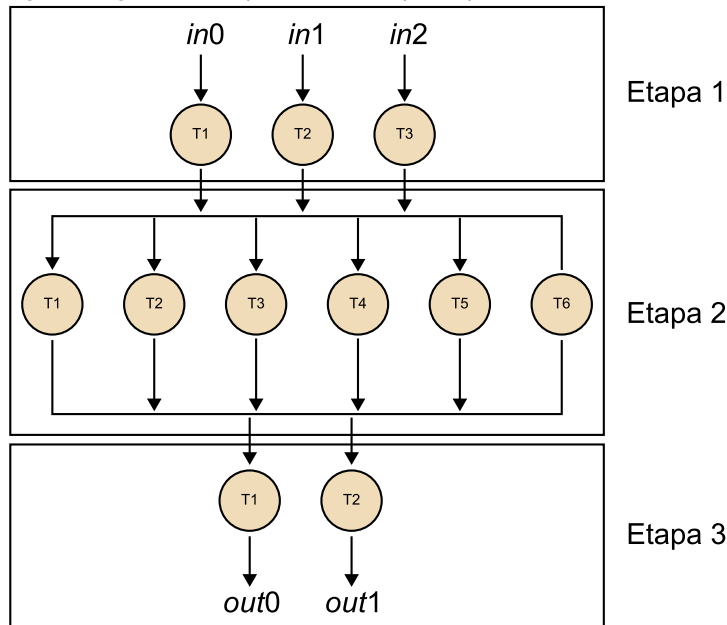 in0 in1 in2
Etapa 1
T1 T2 T3
T1 T2 T3 T4 T5 T6
Etapa 2
T1 T2
Etapa 3
out0 out1